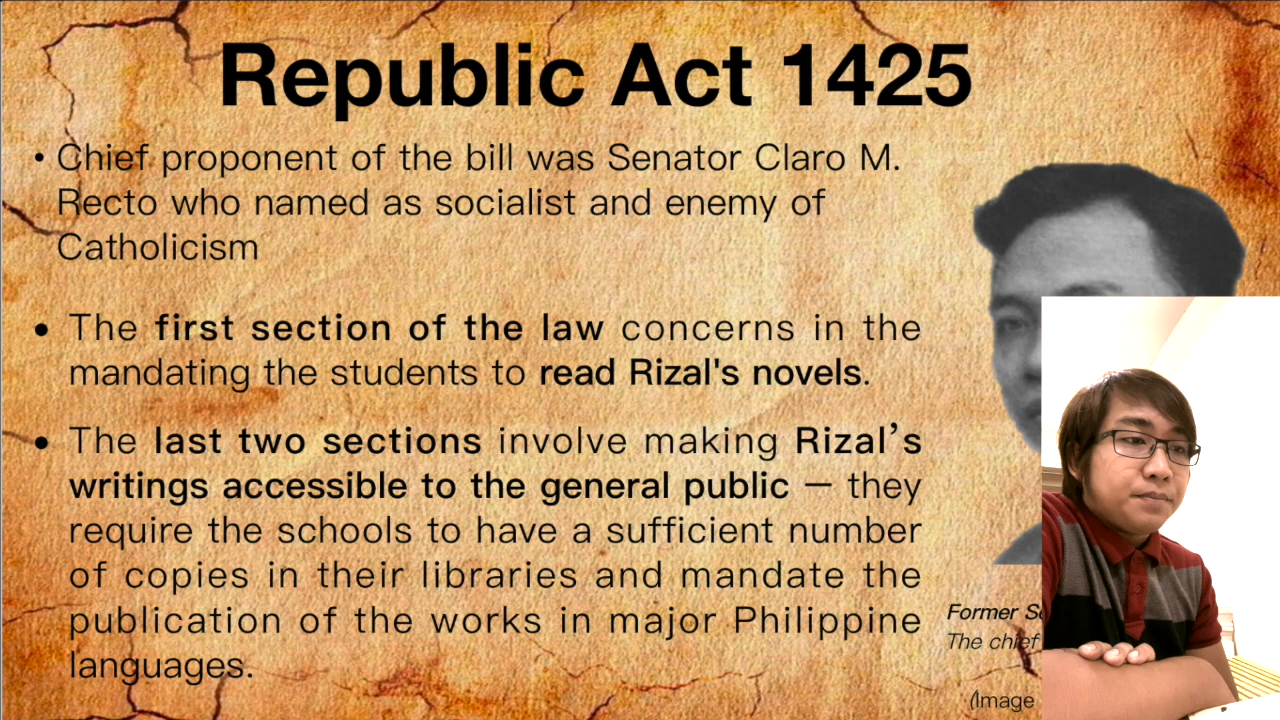 Republic Act 1425
• Chief proponent of the bill was Senator Claro M.
Recto who named as socialist and enemy of
Catholicism
• The first section of the law concerns in the
mandating the students to read Rizal's novels.
• The last two sections involve making Rizal’s
writings accessible to the general public – they
require the schools to have a sufficient number
of copies in their libraries and mandate the
publication of the works in major Philippine
languages.
Former
The chief
(Image